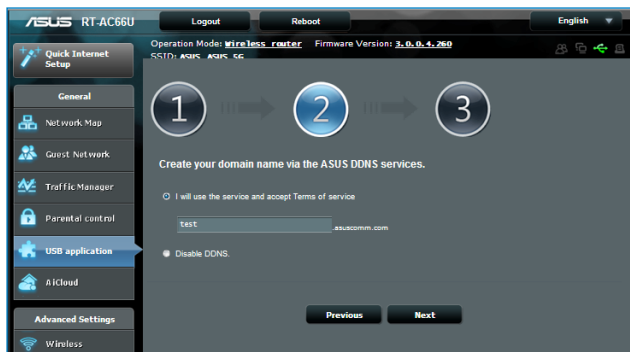 ASUS RT-AC66U Logout Reboot English
Operation Mode: Wireless router Firmware Version: 3.0.0.4.260
SSID: ASUS ASUS_5G
Quick Internet
Setup
General
Network Map
Guest Network
Traffic Manager
Parental control
USB application
AiCloud
Advanced Settings
Wireless
1 2 3
Create your domain name via the ASUS DDNS services.
I will use the service and accept Terms of service
test .asuscomm.com
Disable DDNS.
Previous Next